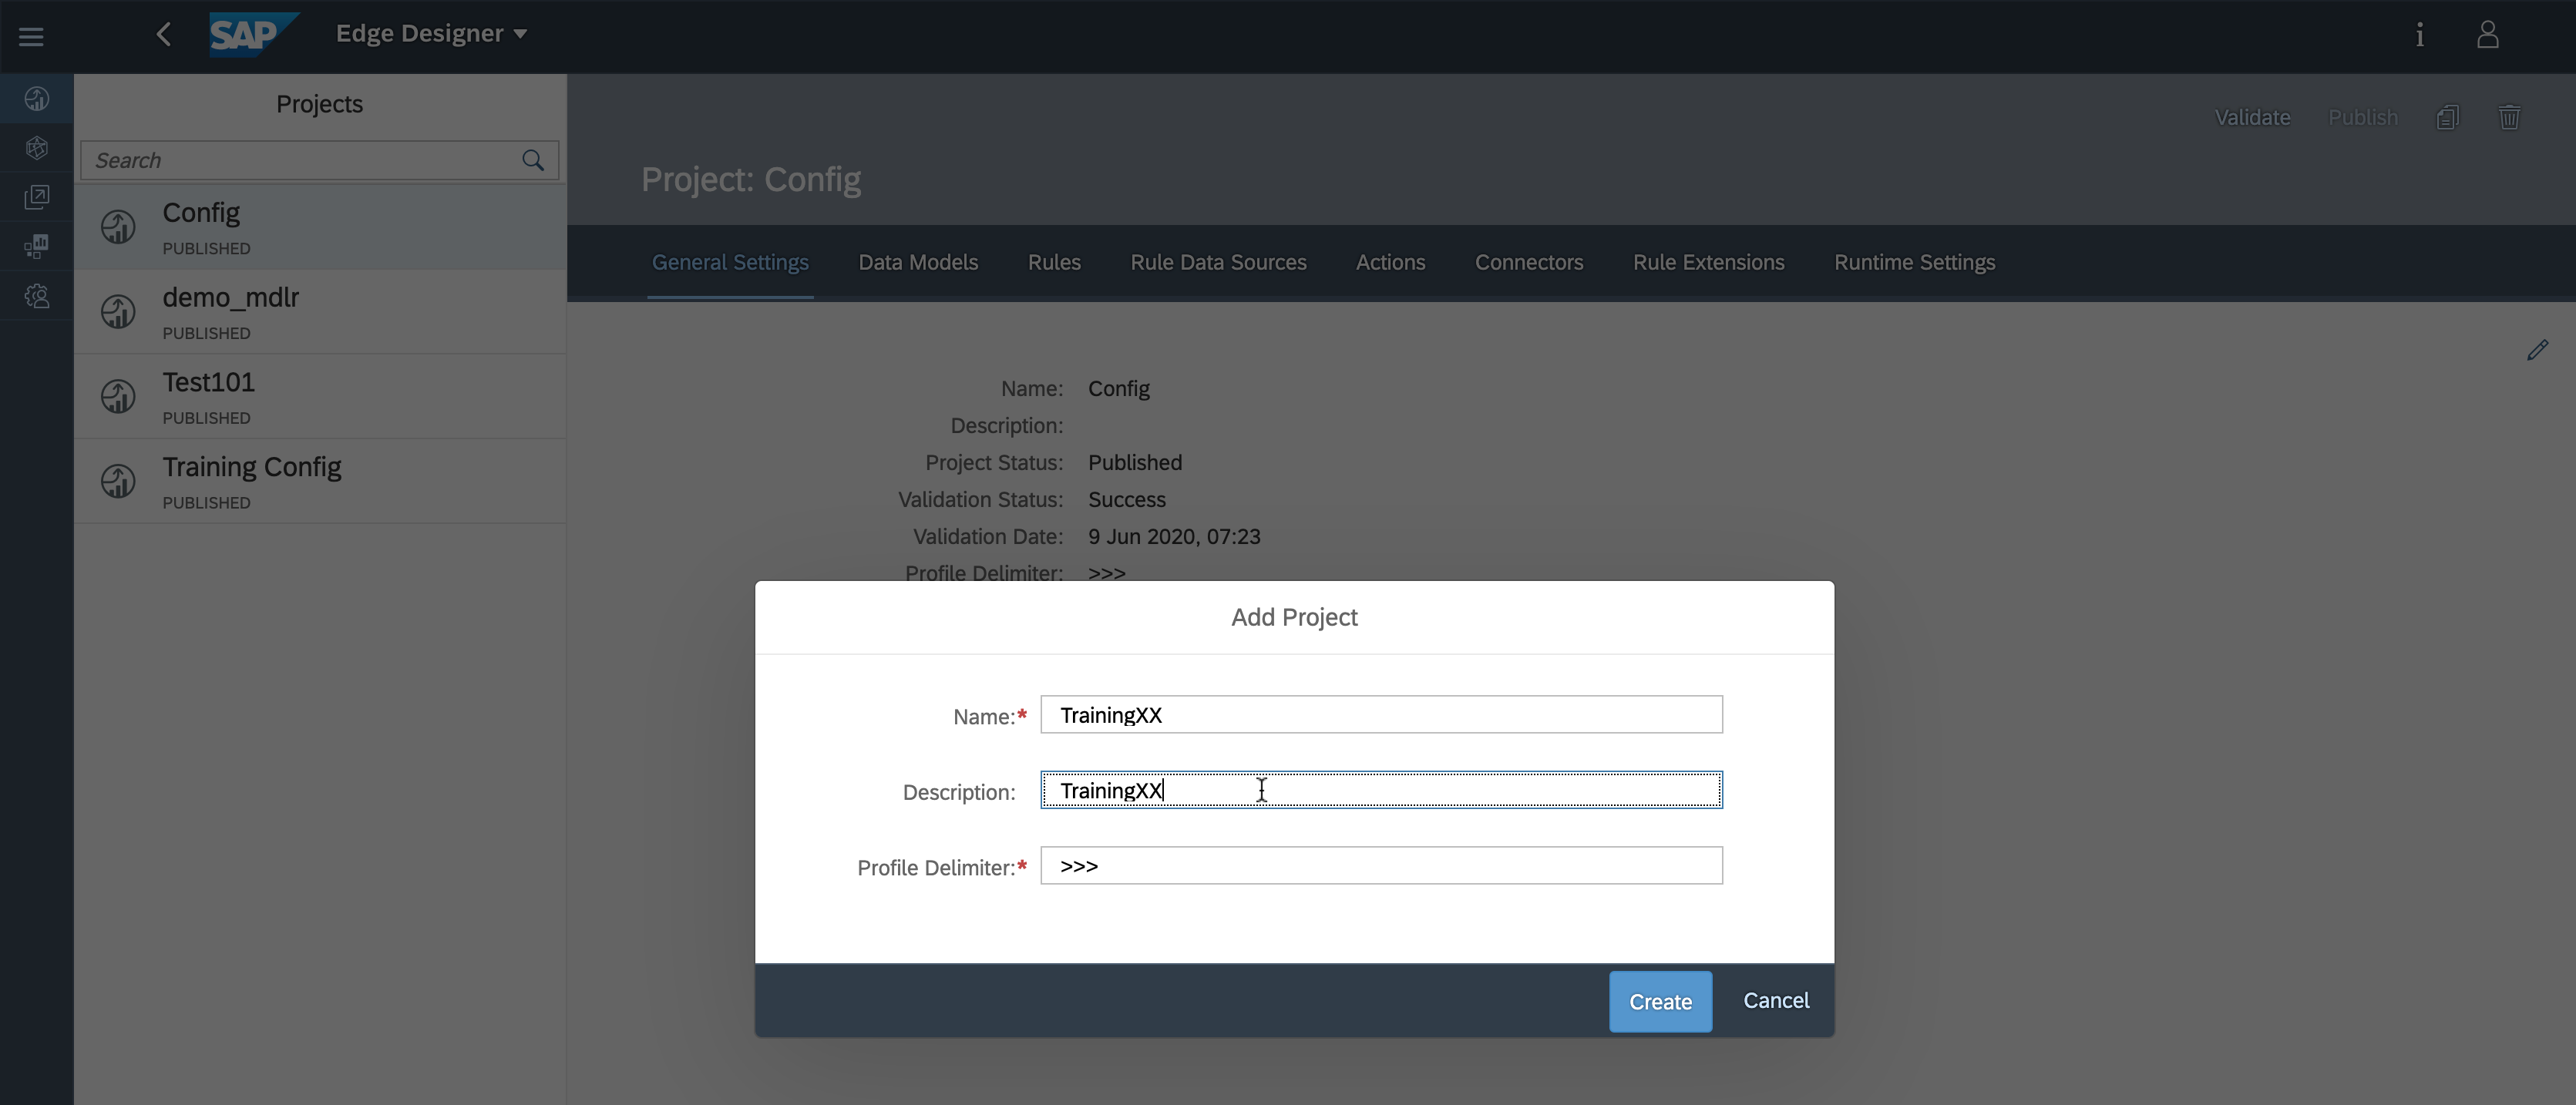 SAP
Edge Designer
i
Projects
Search
Config
PUBLISHED
demo_mdlr
PUBLISHED
Test101
PUBLISHED
Training Config
PUBLISHED
Validate Publish
Project: Config
General Settings Data Models Rules Rule Data Sources Actions Connectors Rule Extensions Runtime Settings
Name: Config
Description:
Project Status: Published
Validation Status: Success
Validation Date: 9 Jun 2020, 07:23
Profile Delimiter: >>>
Add Project
Name:* TrainingXX
Description: TrainingXX
Profile Delimiter:* >>>
Create Cancel